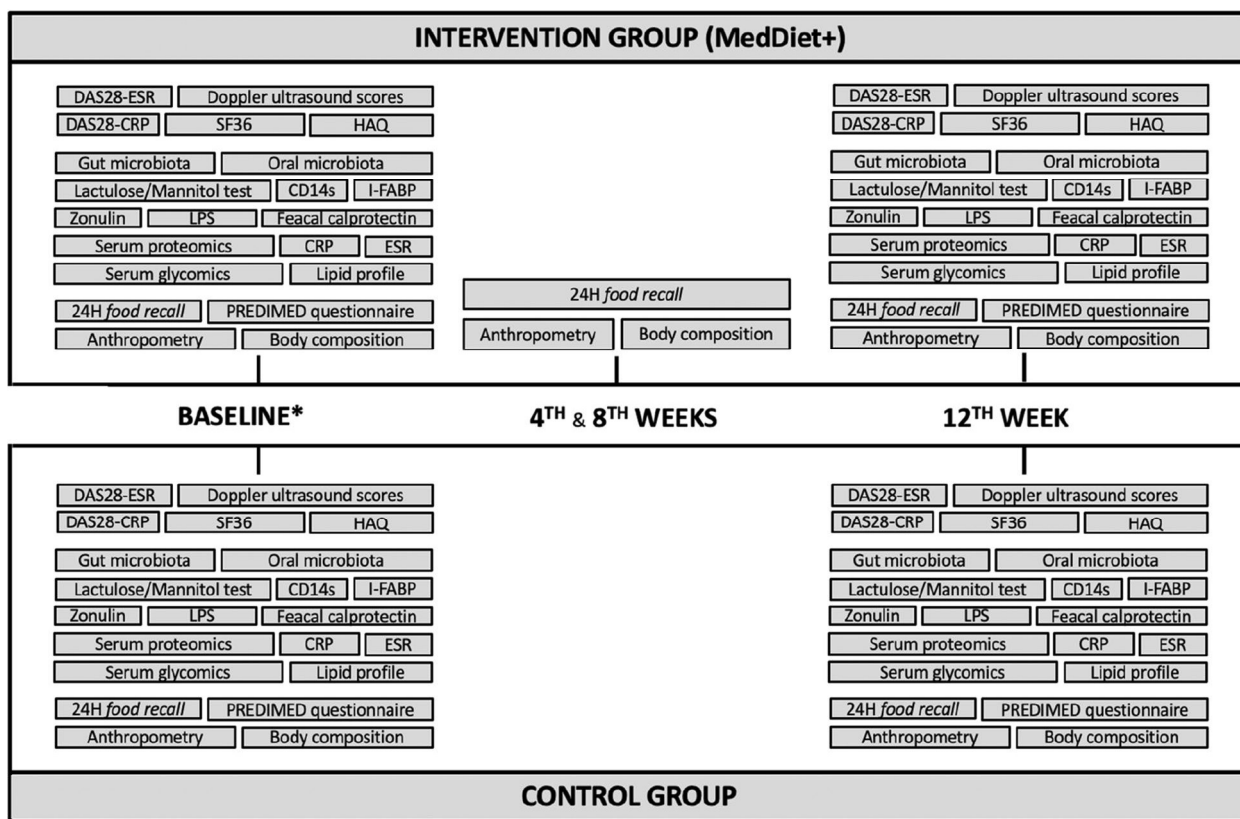 INTERVENTION GROUP (MedDiet+)
DAS28-ESR Doppler ultrasound scores
DAS28-CRP SF36 HAQ
Gut microbiota Oral microbiota
Lactulose/Mannitol test CD14s I-FABP
Zonulin LPS Feacal calprotectin
Serum proteomics CRP ESR
Serum glycomics Lipid profile
24H food recall PREDIMED questionnaire
Anthropometry Body composition
24H food recall
Anthropometry Body composition
DAS28-ESR Doppler ultrasound scores
DAS28-CRP SF36 HAQ
Gut microbiota Oral microbiota
Lactulose/Mannitol test CD14s I-FABP
Zonulin LPS Feacal calprotectin
Serum proteomics CRP ESR
Serum glycomics Lipid profile
24H food recall PREDIMED questionnaire
Anthropometry Body composition
BASELINE* 4TH & 8TH WEEKS 12TH WEEK
DAS28-ESR Doppler ultrasound scores
DAS28-CRP SF36 HAQ
Gut microbiota Oral microbiota
Lactulose/Mannitol test CD14s I-FABP
Zonulin LPS Feacal calprotectin
Serum proteomics CRP ESR
Serum glycomics Lipid profile
24H food recall PREDIMED questionnaire
Anthropometry Body composition
DAS28-ESR Doppler ultrasound scores
DAS28-CRP SF36 HAQ
Gut microbiota Oral microbiota
Lactulose/Mannitol test CD14s I-FABP
Zonulin LPS Feacal calprotectin
Serum proteomics CRP ESR
Serum glycomics Lipid profile
24H food recall PREDIMED questionnaire
Anthropometry Body composition
CONTROL GROUP